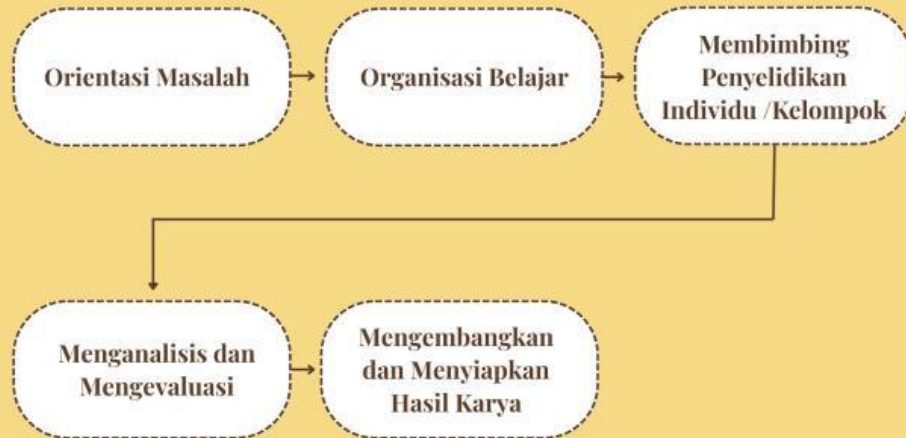 Orientasi Masalah
Organisasi Belajar
Membimbing
Penyelidikan
Individu /Kelompok
Menganalisis dan
Mengevaluasi
Mengembangkan
dan Menyiapkan
Hasil Karya